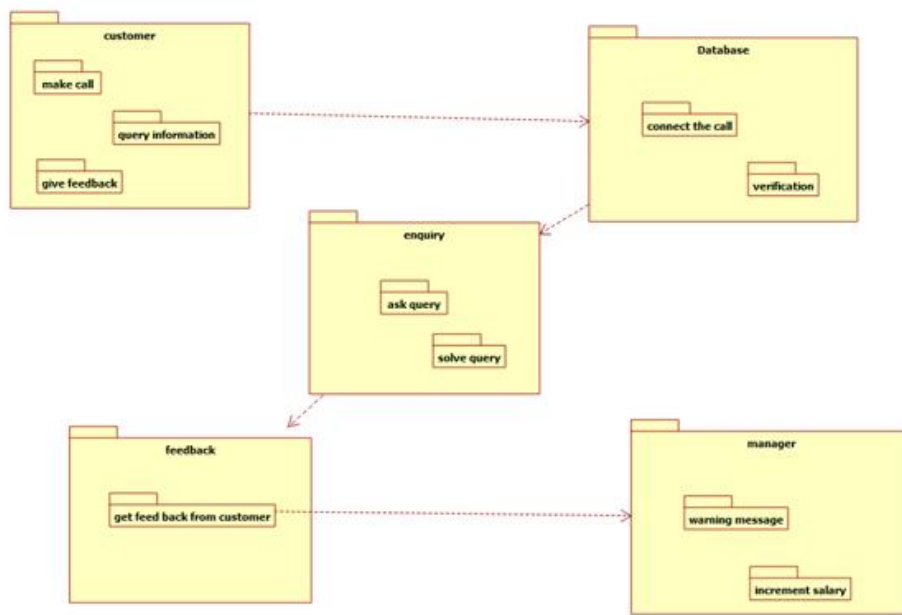 customer
make call
query information
give feedback
Database
connect the call
verification
enquiry
ask query
solve query
feedback
get feed back from customer
manager
warning message
increment salary